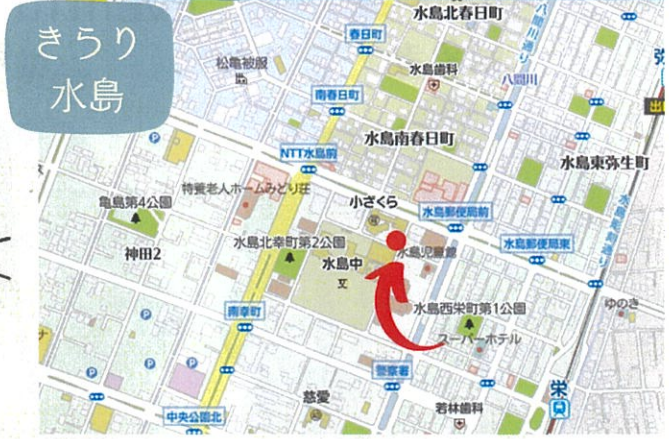 きらり
水島
水島北春日町
春日町
松亀被服
水島歯科
八間川通り
八間川
南春日町
水島南春日町
NTT水島前
水島東弥生町
特養老人ホームみどり荘
小ざくら
亀島第4公園
水島郵便局前
神田2
水島北幸町第2公園
水島児童館
水島郵便局東
水島中
文
南幸町
水島西栄町第1公園
ゆのき
スーパーホテル
警察署
慈愛
若林歯科
栄
中央公園北